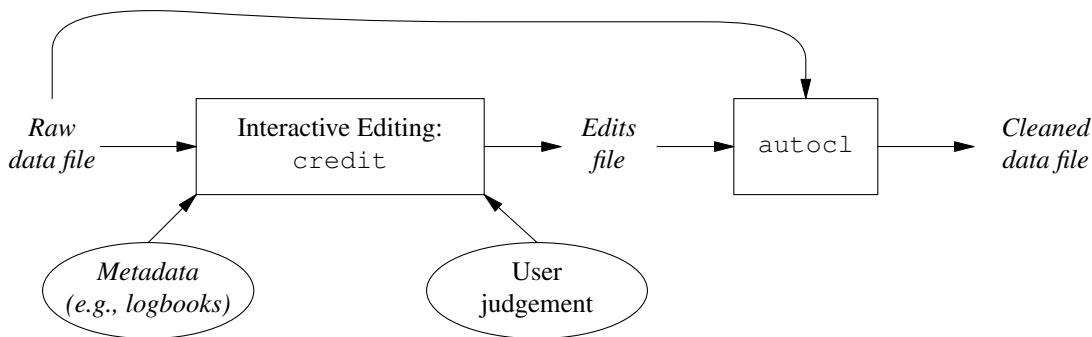 Raw
data file
Interactive Editing:
credit
Edits
file
autocl
Cleaned
data file
Metadata
(e.g., logbooks)
User
judgement